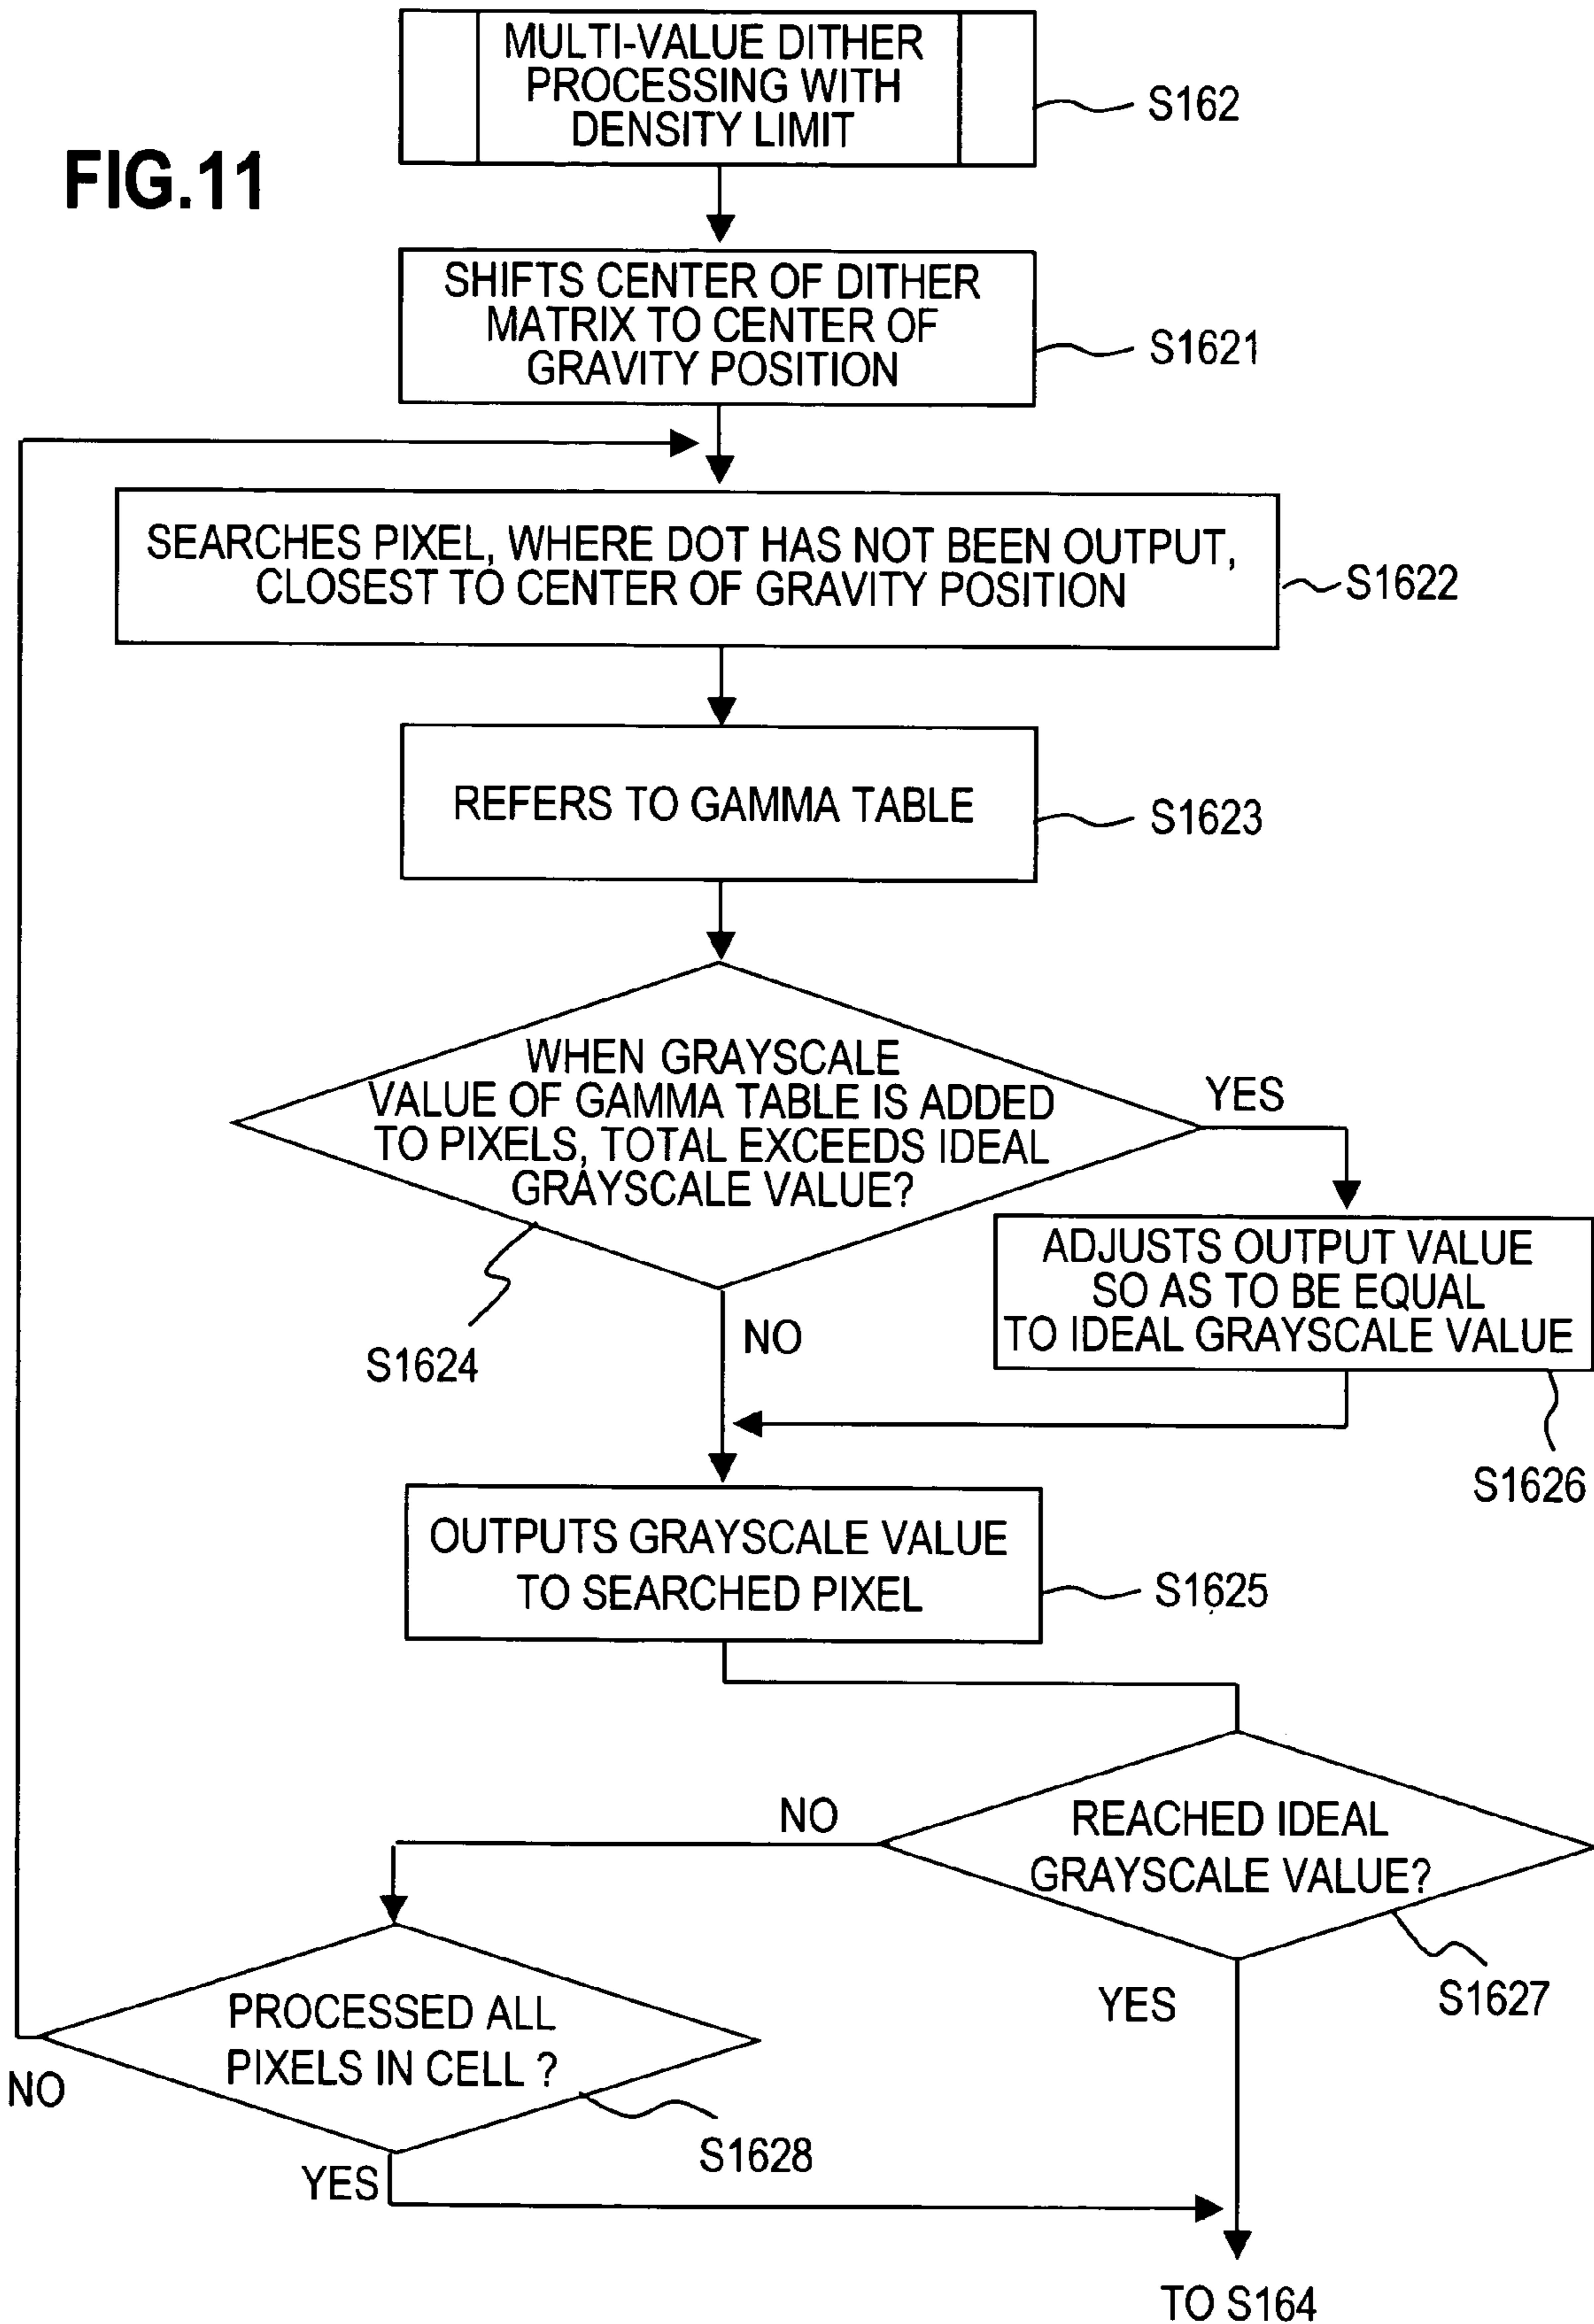 FIG.11
MULTI-VALUE DITHER
PROCESSING WITH
DENSITY LIMIT
S162
SHIFTS CENTER OF DITHER
MATRIX TO CENTER OF
GRAVITY POSITION
S1621
SEARCHES PIXEL, WHERE DOT HAS NOT BEEN OUTPUT,
CLOSEST TO CENTER OF GRAVITY POSITION
S1622
REFERS TO GAMMA TABLE
S1623
WHEN GRAYSCALE
VALUE OF GAMMA TABLE IS ADDED
TO PIXELS, TOTAL EXCEEDS IDEAL
GRAYSCALE VALUE?
YES
S1624
NO
ADJUSTS OUTPUT VALUE
SO AS TO BE EQUAL
TO IDEAL GRAYSCALE VALUE
S1626
OUTPUTS GRAYSCALE VALUE
TO SEARCHED PIXEL
S1625
REACHED IDEAL
GRAYSCALE VALUE?
NO
YES
S1627
PROCESSED ALL
PIXELS IN CELL ?
NO
S1628
YES
TO S164